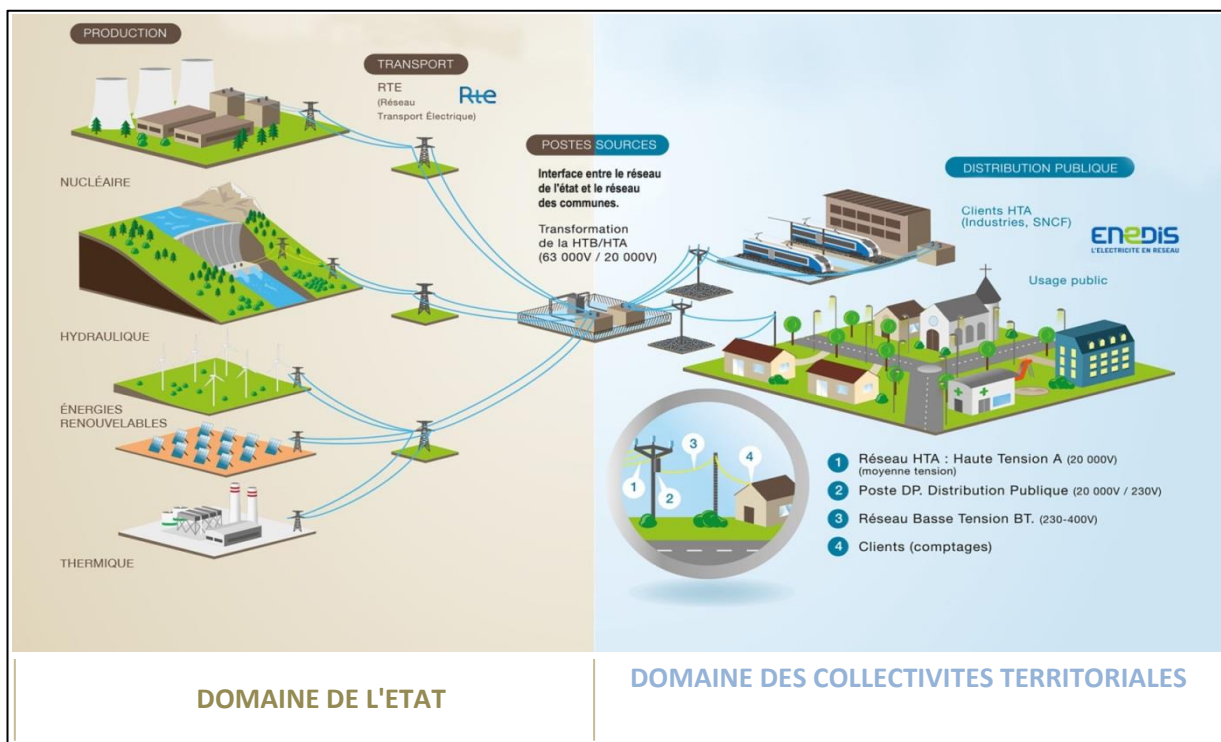 PRODUCTION
TRANSPORT
RTE
(Réseau
Transport Électrique)
Rte
NUCLÉAIRE
HYDRAULIQUE
ÉNERGIES
RENOUVELABLES
THERMIQUE
POSTES SOURCES
Interface entre le réseau
de l'état et le réseau
des communes.
Transformation
de la HTB/HTA
(63 000V / 20 000V)
DISTRIBUTION PUBLIQUE
Clients HTA
(Industries, SNCF)
ENEDIS
L'ELECTRICITE EN RESEAU
Usage public
1
2
3
4
1 Réseau HTA : Haute Tension A (20 000V)
(moyenne tension)
2 Poste DP. Distribution Publique (20 000V / 230V)
3 Réseau Basse Tension BT. (230-400V)
4 Clients (comptages)
DOMAINE DE L'ETAT
DOMAINE DES COLLECTIVITES TERRITORIALES